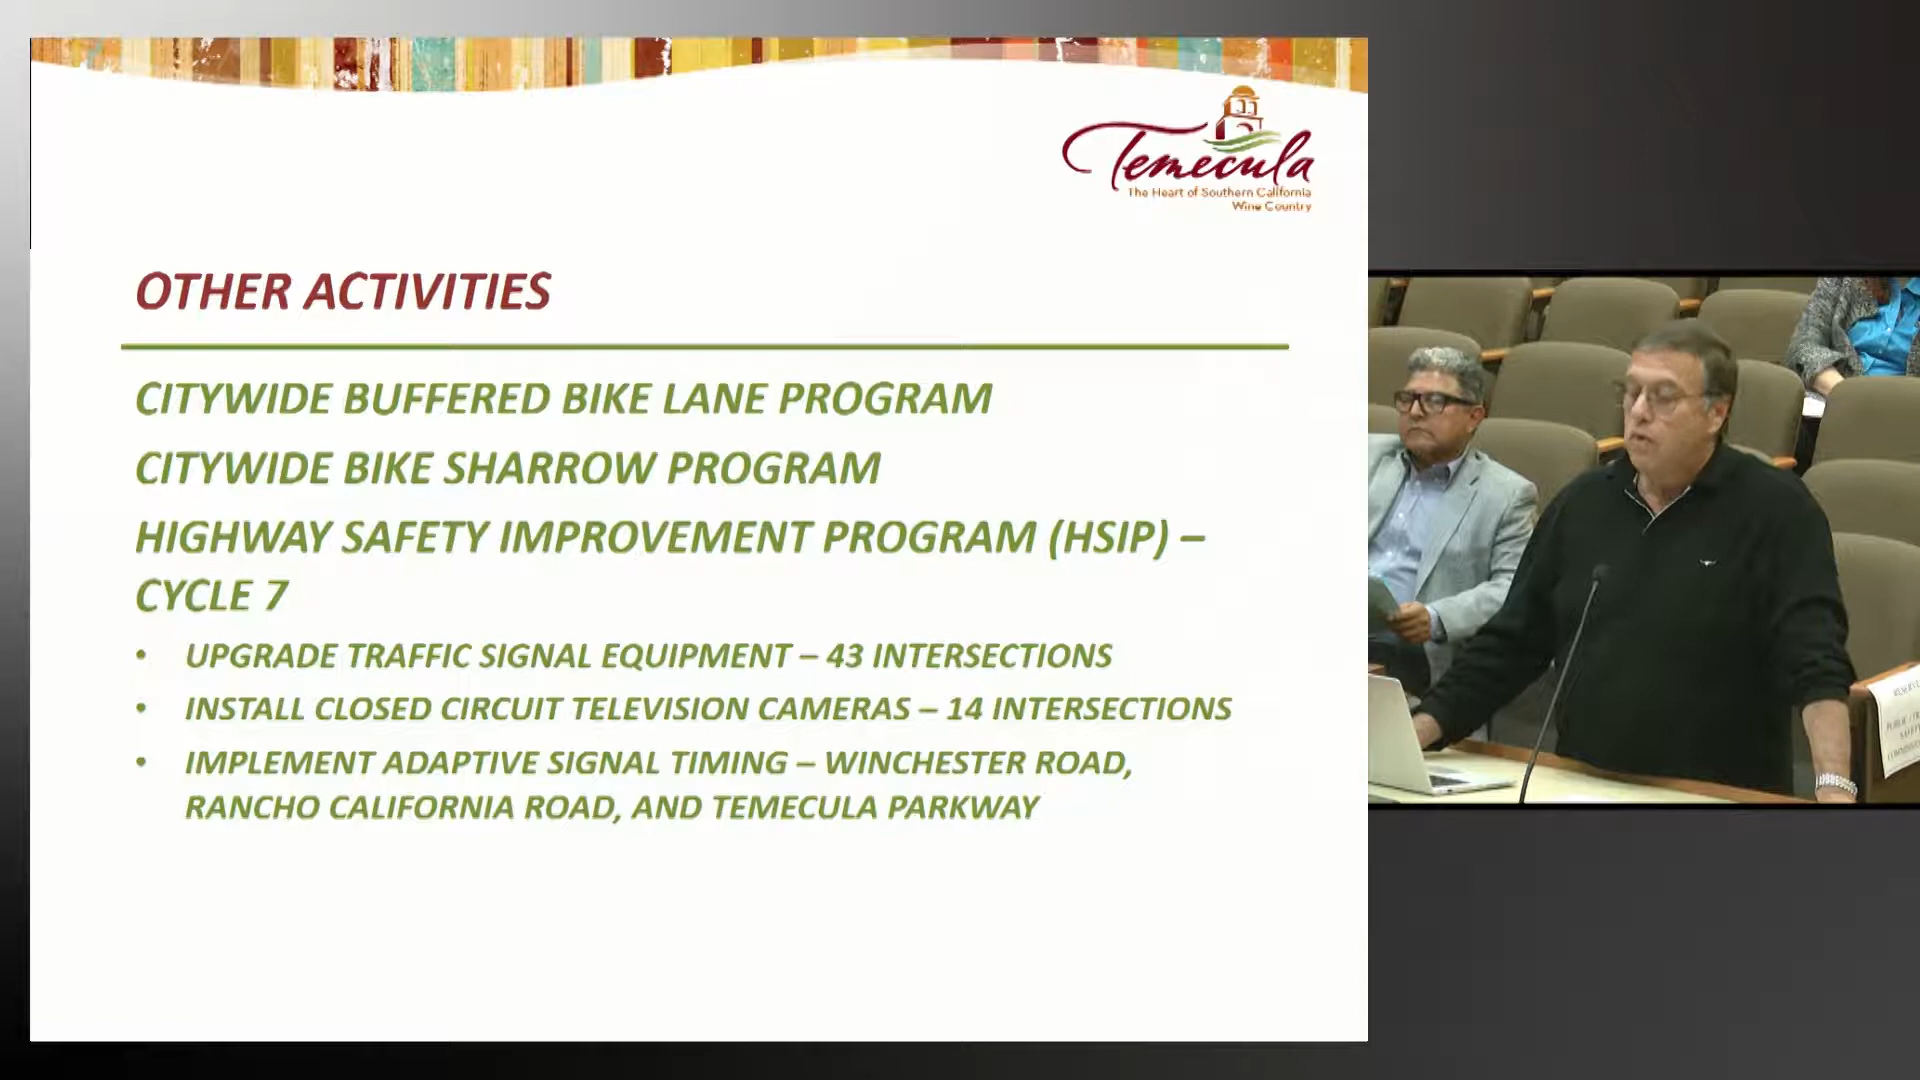 Temecula
The Heart of Southern California
Wine Country
OTHER ACTIVITIES
CITYWIDE BUFFERED BIKE LANE PROGRAM
CITYWIDE BIKE SHARROW PROGRAM
HIGHWAY SAFETY IMPROVEMENT PROGRAM (HSIP) –
CYCLE 7
• UPGRADE TRAFFIC SIGNAL EQUIPMENT – 43 INTERSECTIONS
• INSTALL CLOSED CIRCUIT TELEVISION CAMERAS – 14 INTERSECTIONS
• IMPLEMENT ADAPTIVE SIGNAL TIMING – WINCHESTER ROAD,
RANCHO CALIFORNIA ROAD, AND TEMECULA PARKWAY